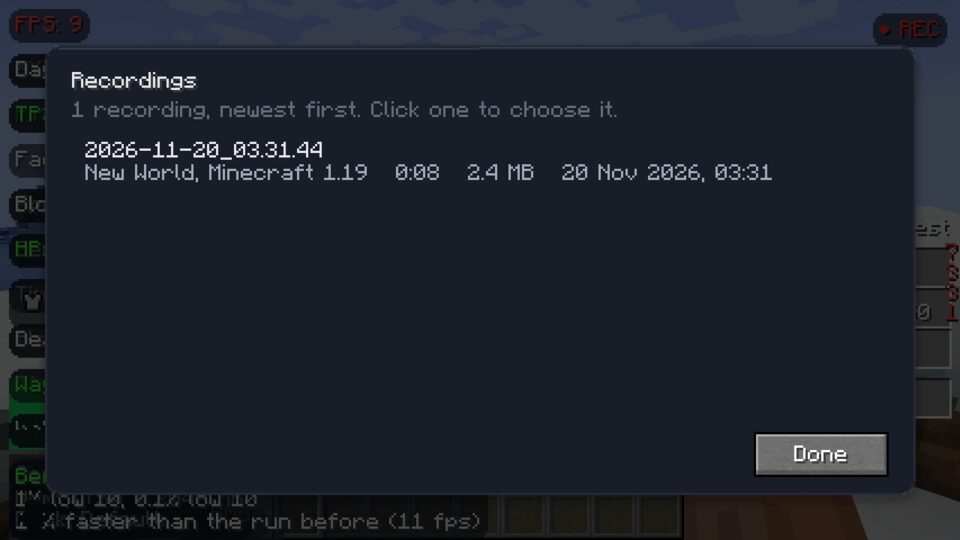 FPS: 9
REC
Recordings
1 recording, newest first. Click one to choose it.
2026-11-20_03.31.44
New World, Minecraft 1.19 0:08 2.4 MB 20 Nov 2026, 03:31
Done
faster than the run before (11 fps)